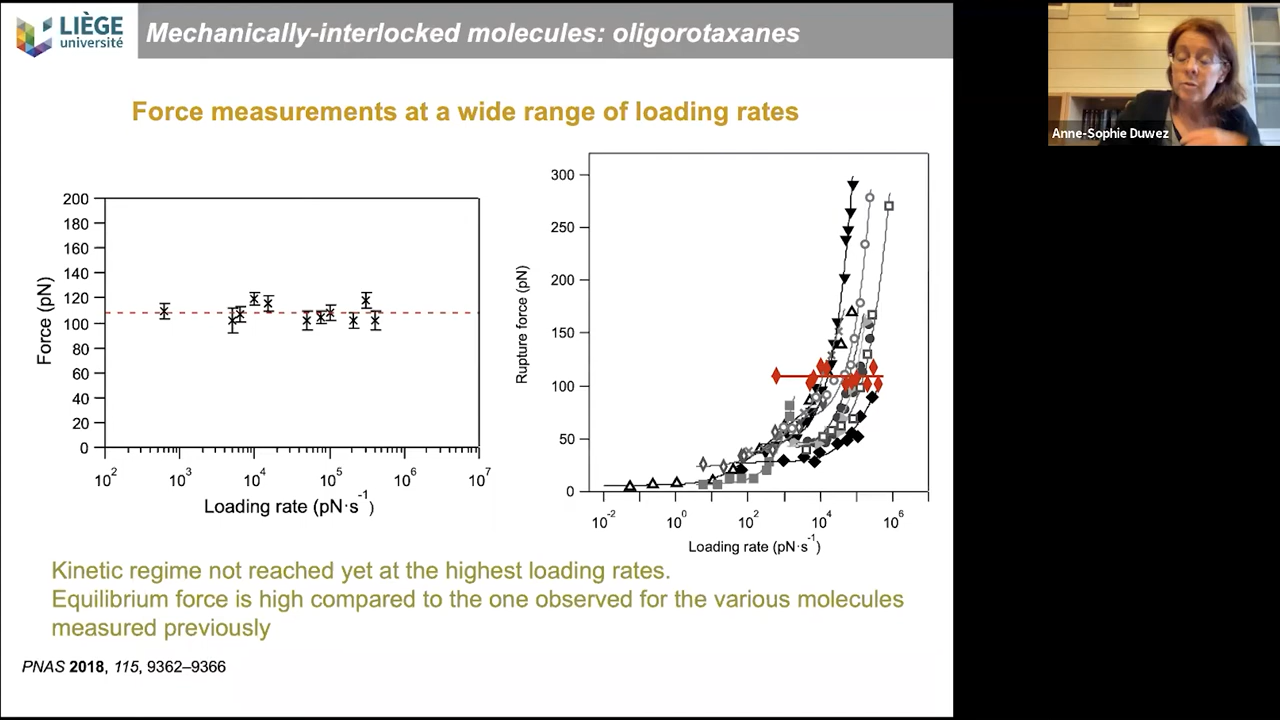 LIÈGE
université
Mechanically-interlocked molecules: oligorotaxanes
Anne-Sophie Duwez
Force measurements at a wide range of loading rates
200
180
160
140
120
100
80
60
40
20
0
Force (pN)
10² 10³ 10⁴ 10⁵ 10⁶ 10⁷
Loading rate (pN·s⁻¹)
300
250
200
150
100
50
0
Rupture force (pN)
10⁻² 10⁰ 10² 10⁴ 10⁶
Loading rate (pN·s⁻¹)
Kinetic regime not reached yet at the highest loading rates.
Equilibrium force is high compared to the one observed for the various molecules
measured previously
PNAS 2018, 115, 9362–9366